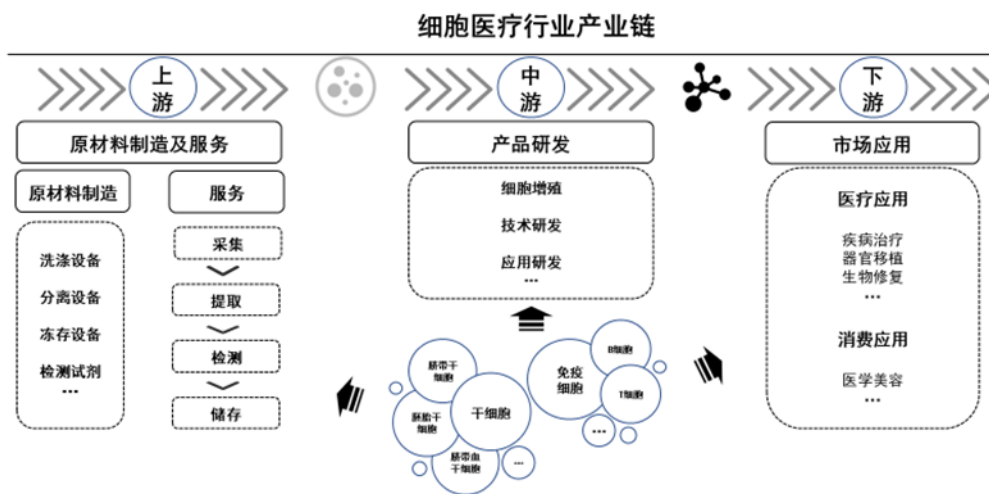 细胞医疗行业产业链
上
游
中
游
下
游
原材料制造及服务
产品研发
市场应用
原材料制造
服务
洗涤设备
分离设备
冻存设备
检测试剂
...
采集
提取
检测
储存
细胞增殖
技术研发
应用研发
...
医疗应用
疾病治疗
器官移植
生物修复
...
消费应用
医学美容
...
脐带干
细胞
胚胎干
细胞
干细胞
脐带血
干细胞
...
免疫
细胞
B细胞
T细胞
...